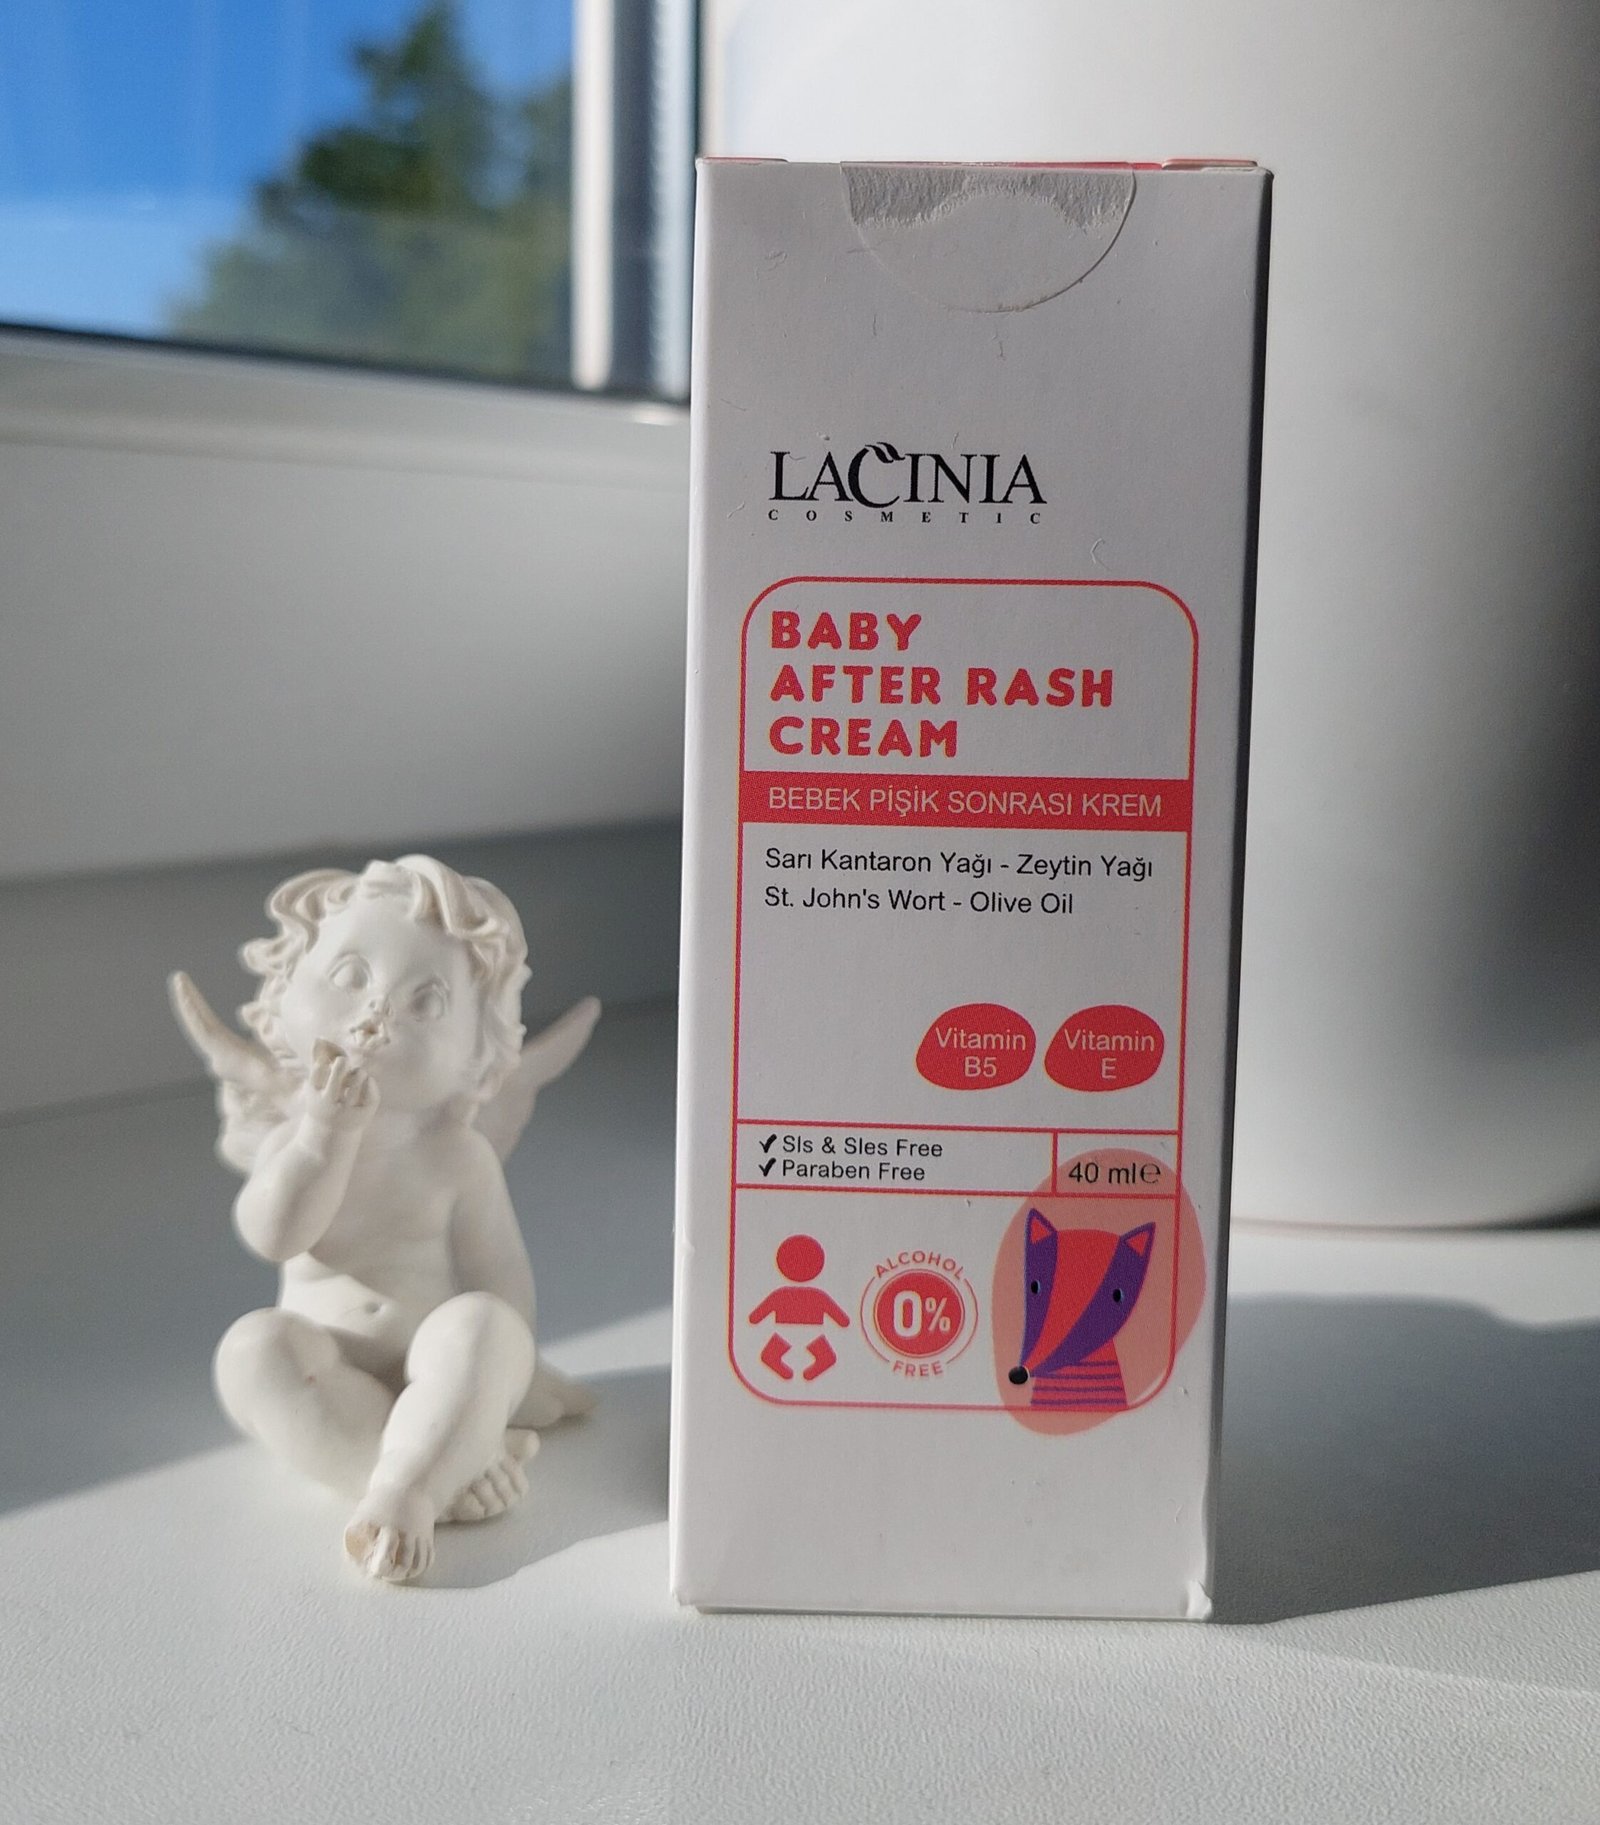 LACINIA
COSMETIC
BABY
AFTER RASH
CREAM
BEBEK PİŞİK SONRASI KREM
Sarı Kantaron Yağı - Zeytin Yağı
St. John's Wort - Olive Oil
Vitamin
B5
Vitamin
E
Sls & Sles Free
Paraben Free
40 ml℮
ALCOHOL
0%
FREE